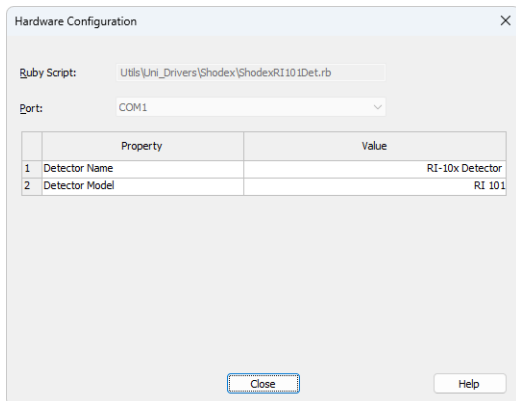 Hardware Configuration
Ruby Script: Utils\Uni_Drivers\Shodex\ShodexRI101Det.rb
Port: COM1
Property Value
1 Detector Name RI-10x Detector
2 Detector Model RI 101
Close Help